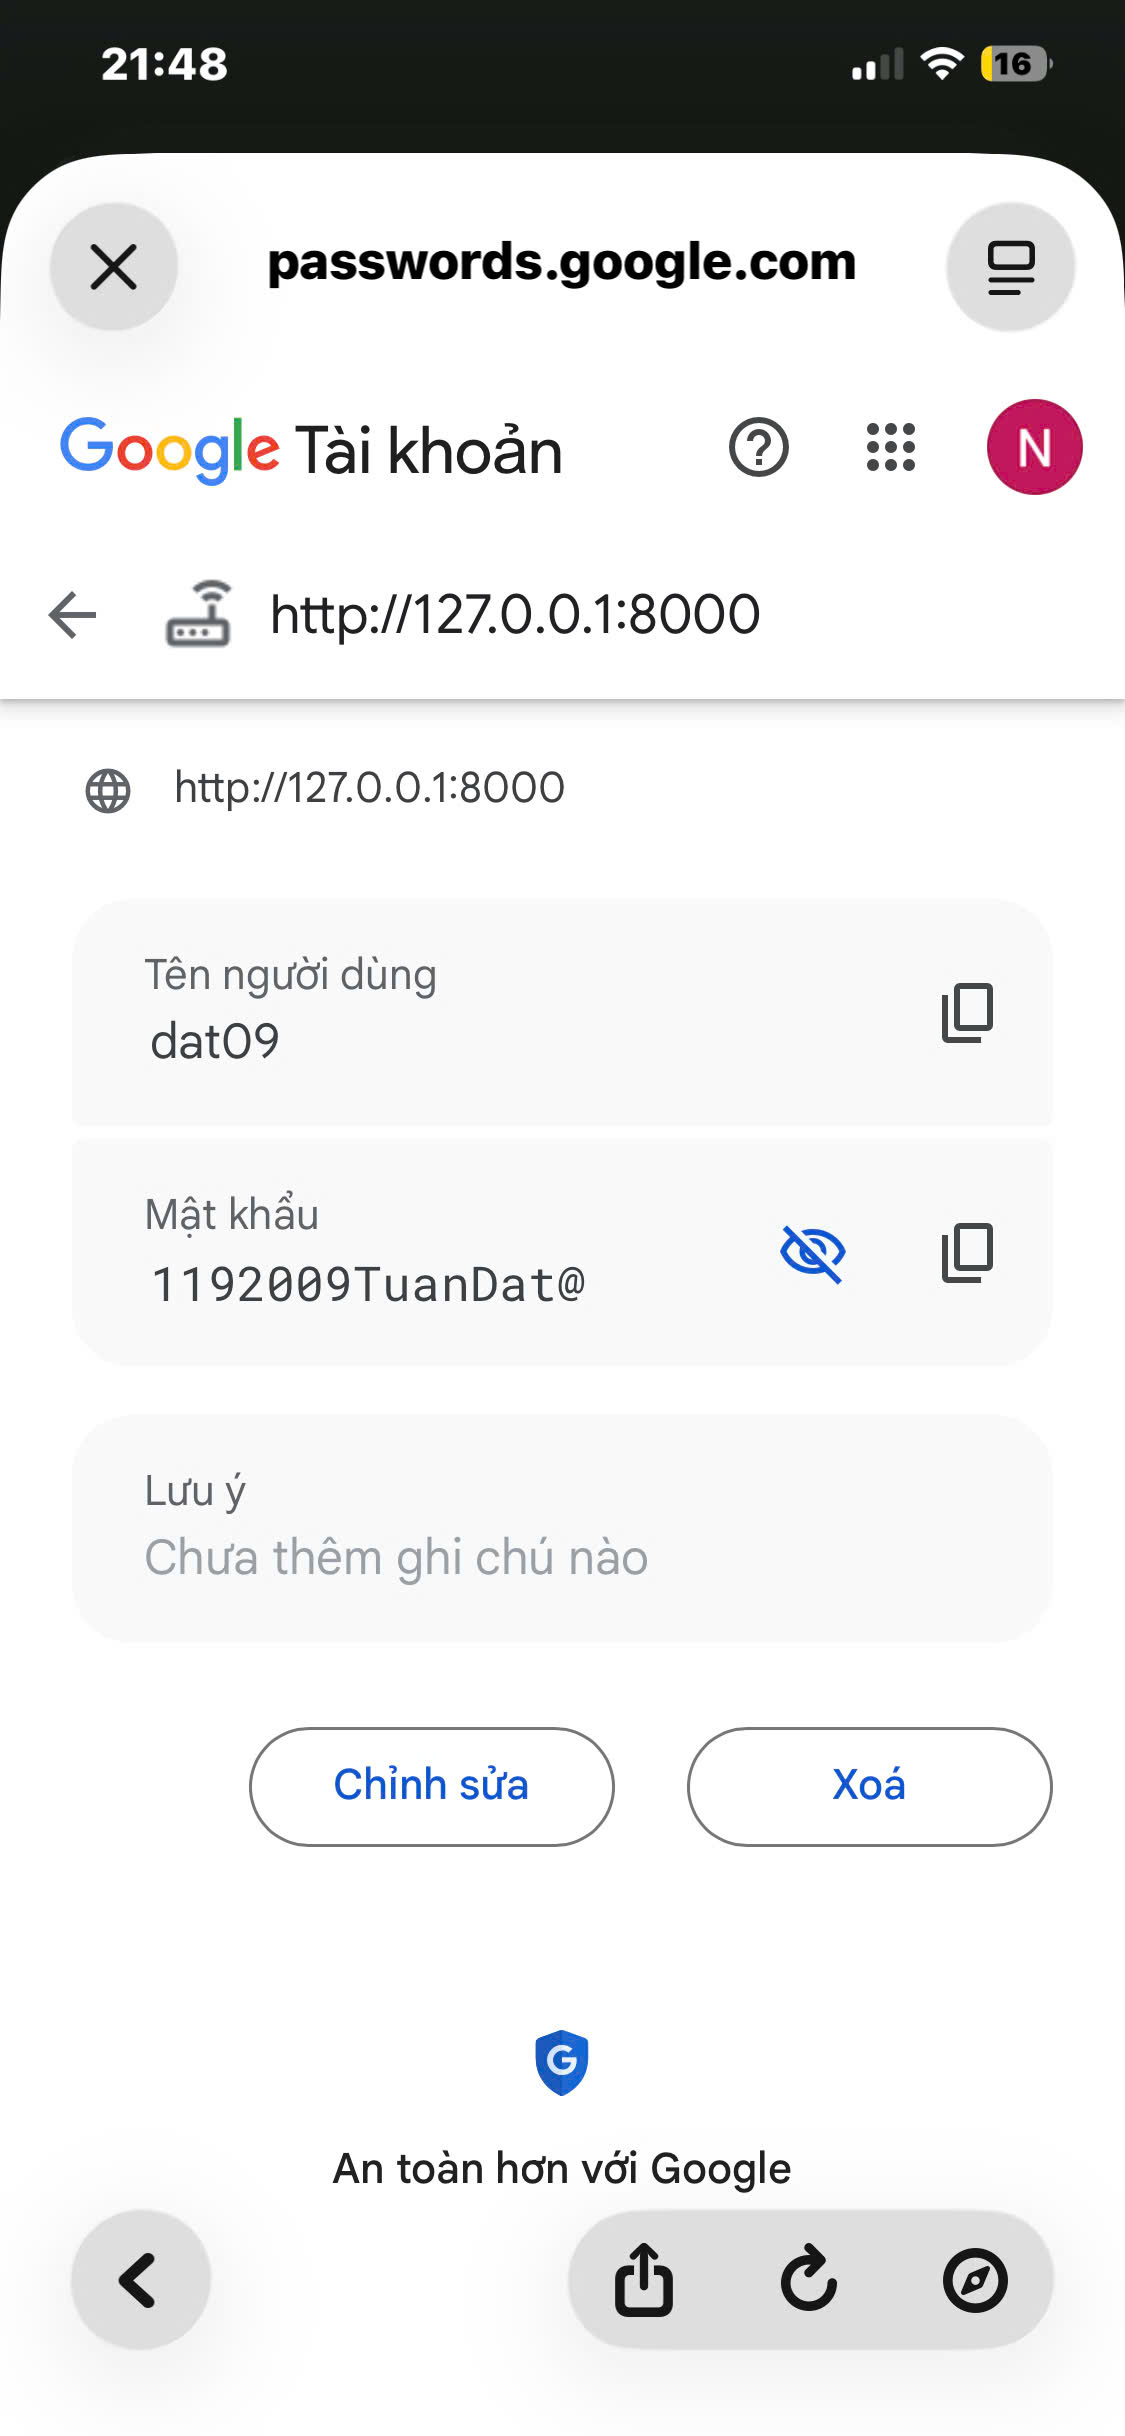 21:48
16
passwords.google.com
Google Tài khoản
N
http://127.0.0.1:8000
http://127.0.0.1:8000
Tên người dùng
dat09
Mật khẩu
1192009TuanDat@
Lưu ý
Chưa thêm ghi chú nào
Chỉnh sửa
Xoá
G
An toàn hơn với Google